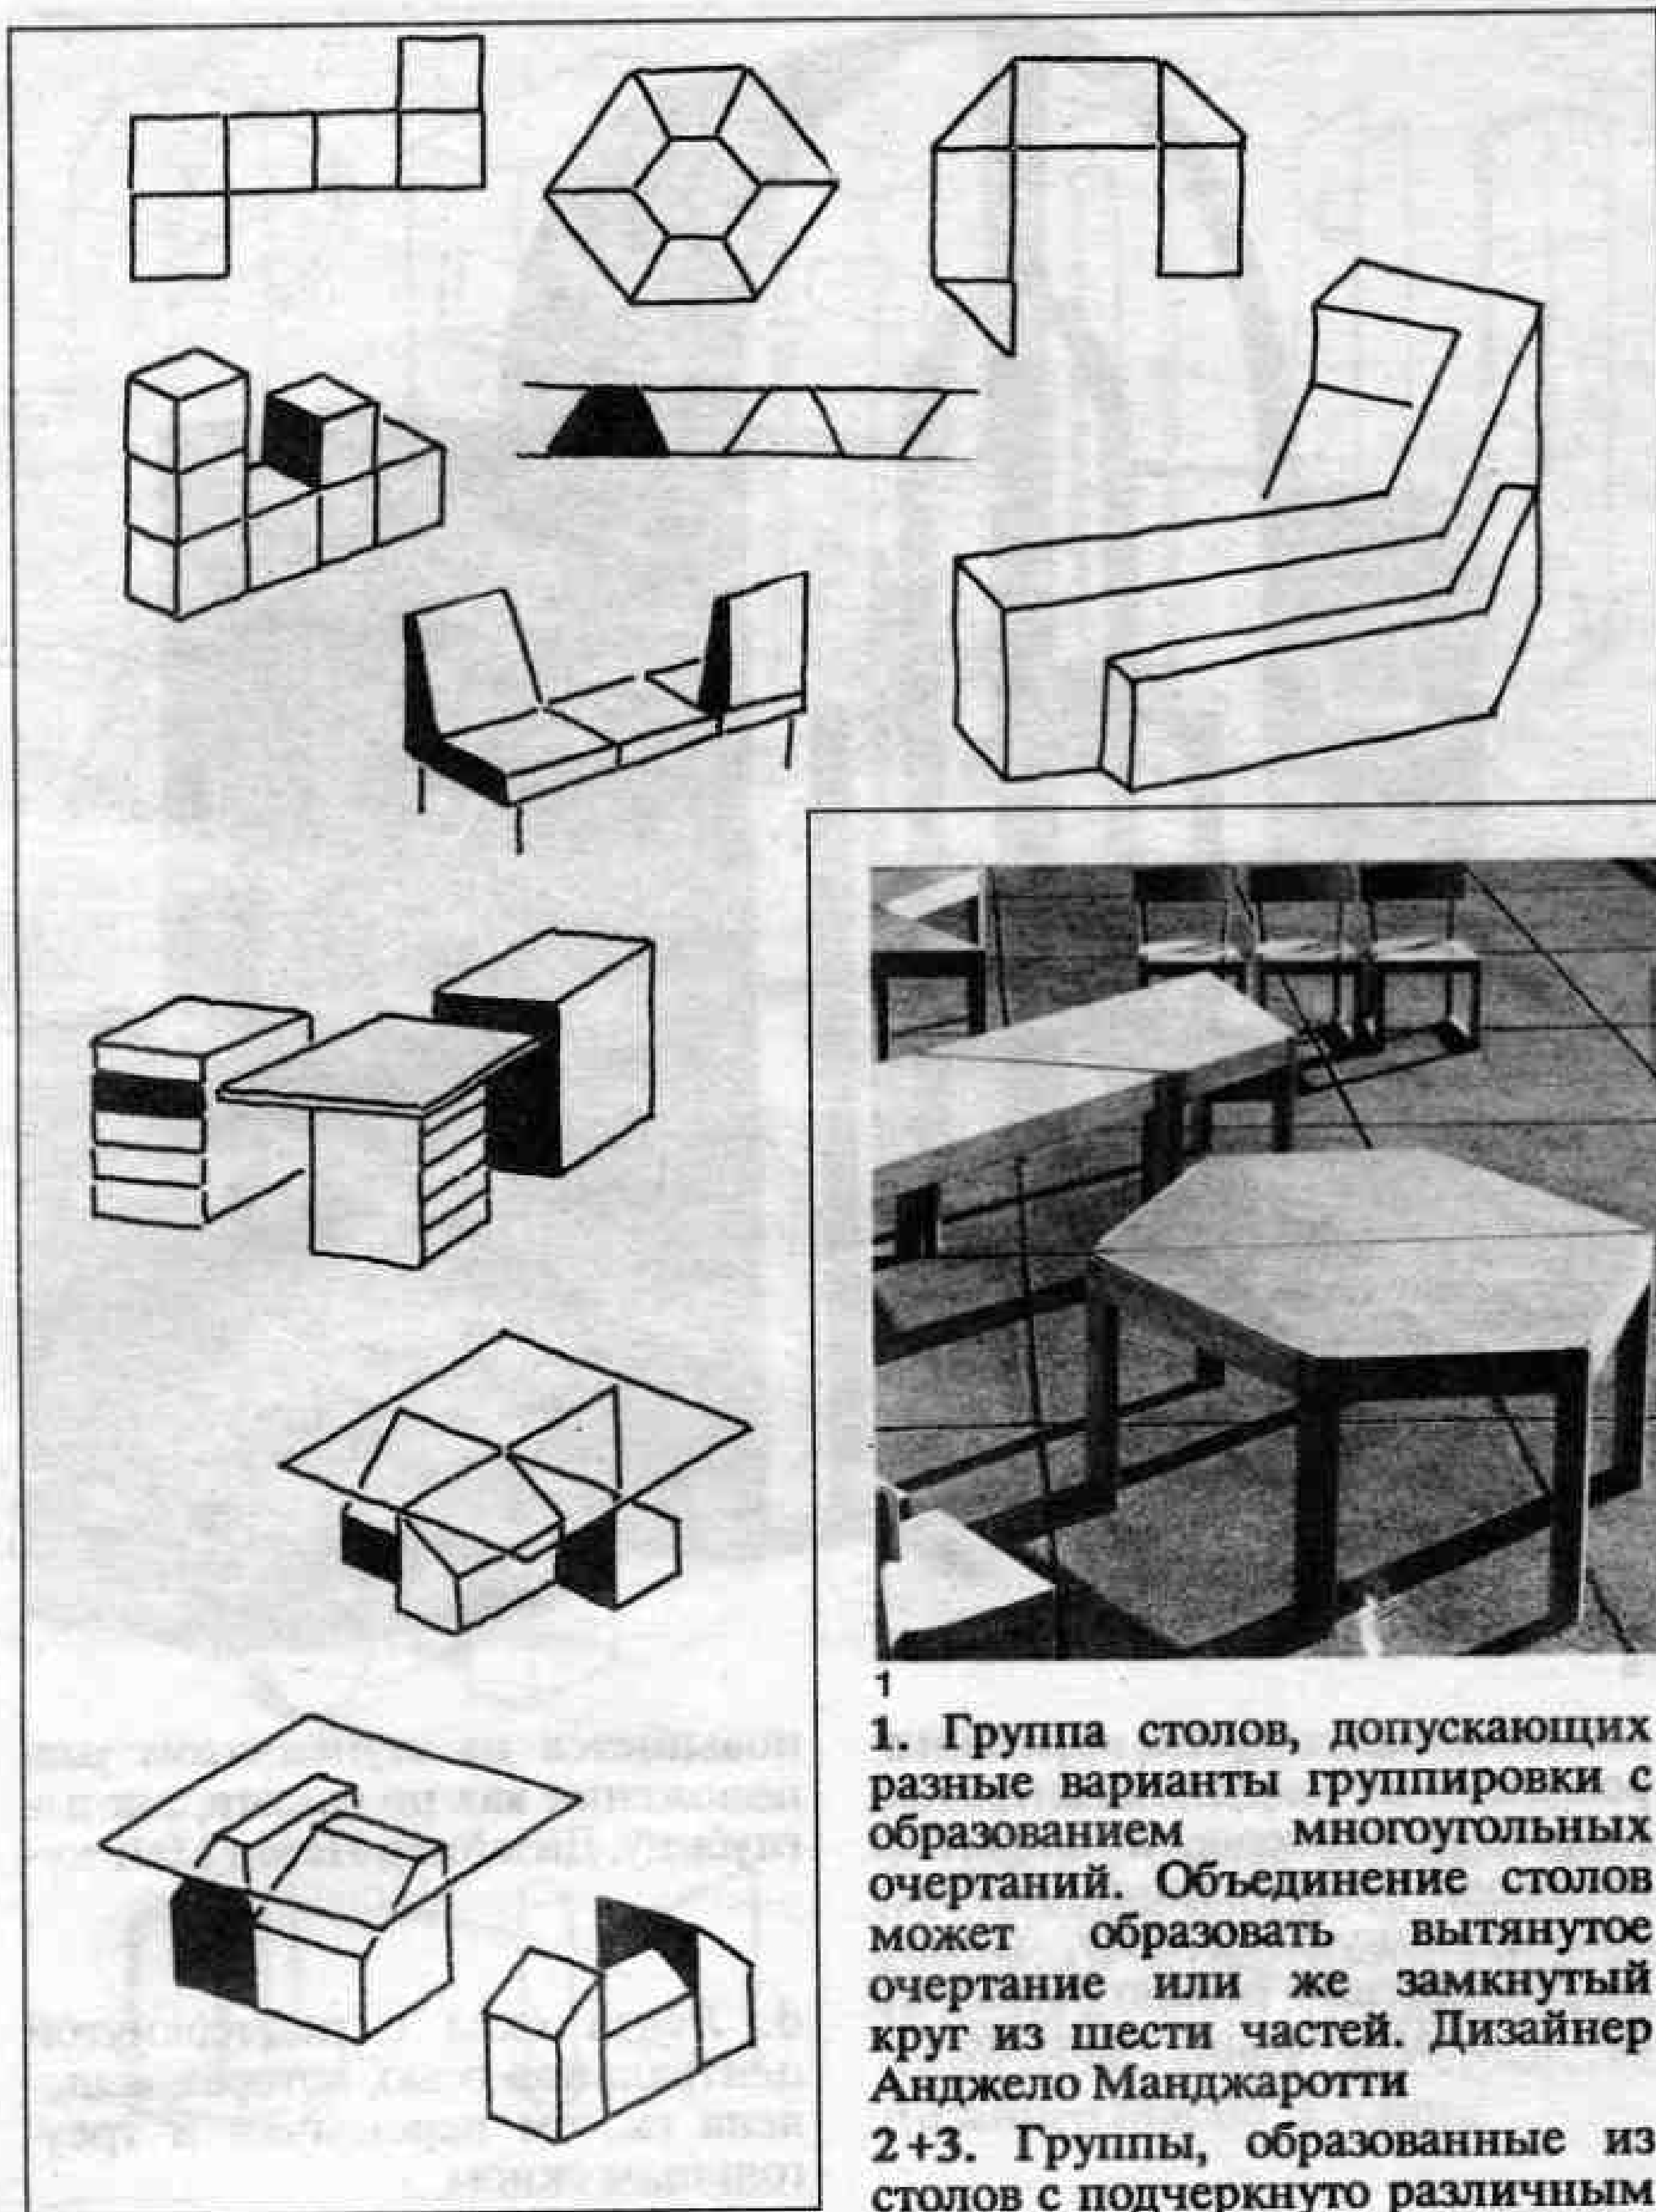 1
1. Группа столов, допускающих
разные варианты группировки с
образованием многоугольных
очертаний. Объединение столов
может образовать вытянутое
очертание или же замкнутый
круг из шести частей. Дизайнер
Анджело Манджаротти
2+3. Группы, образованные из
столов с подчеркнуто различным